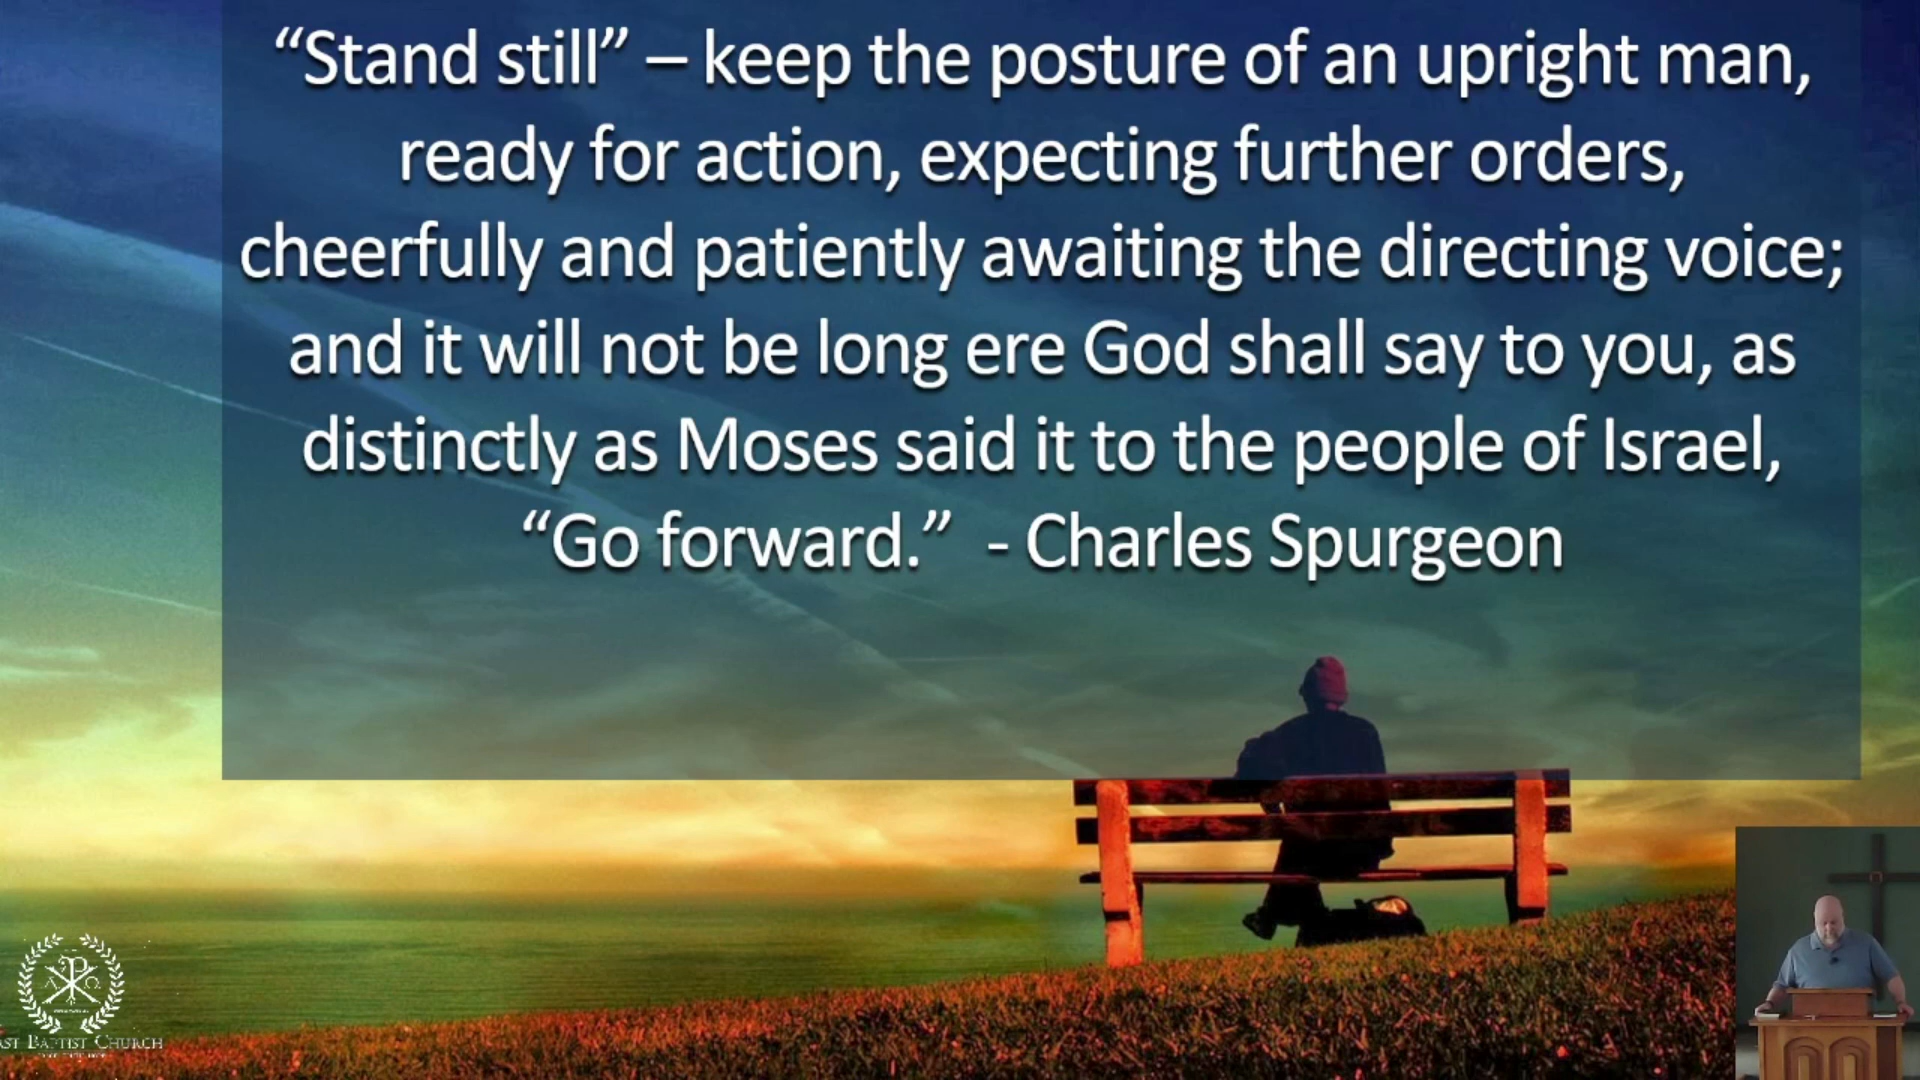 “Stand still” – keep the posture of an upright man,
ready for action, expecting further orders,
cheerfully and patiently awaiting the directing voice;
and it will not be long ere God shall say to you, as
distinctly as Moses said it to the people of Israel,
“Go forward.”  - Charles Spurgeon
BAPTIST CHURCH